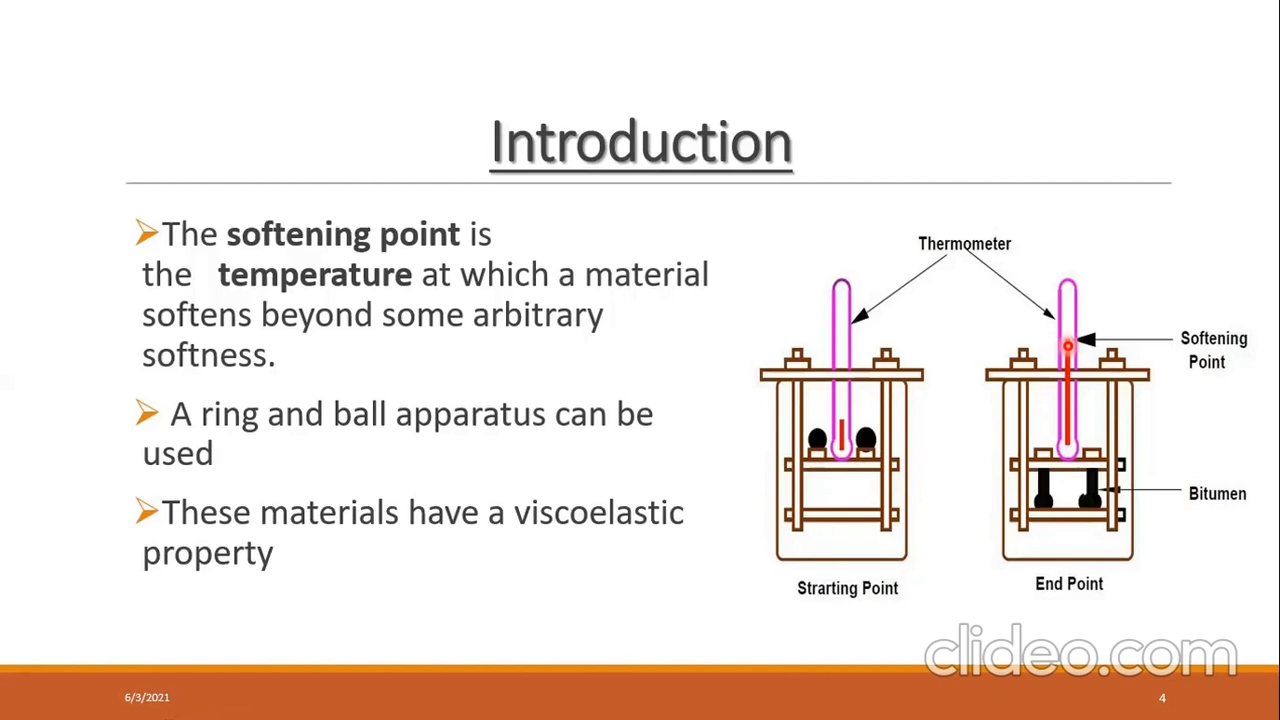 Introduction
The softening point is
the temperature at which a material
softens beyond some arbitrary
softness.
A ring and ball apparatus can be
used
These materials have a viscoelastic
property
Thermometer
Softening
Point
Bitumen
Strarting Point
End Point
clideo.com
6/3/2021
4